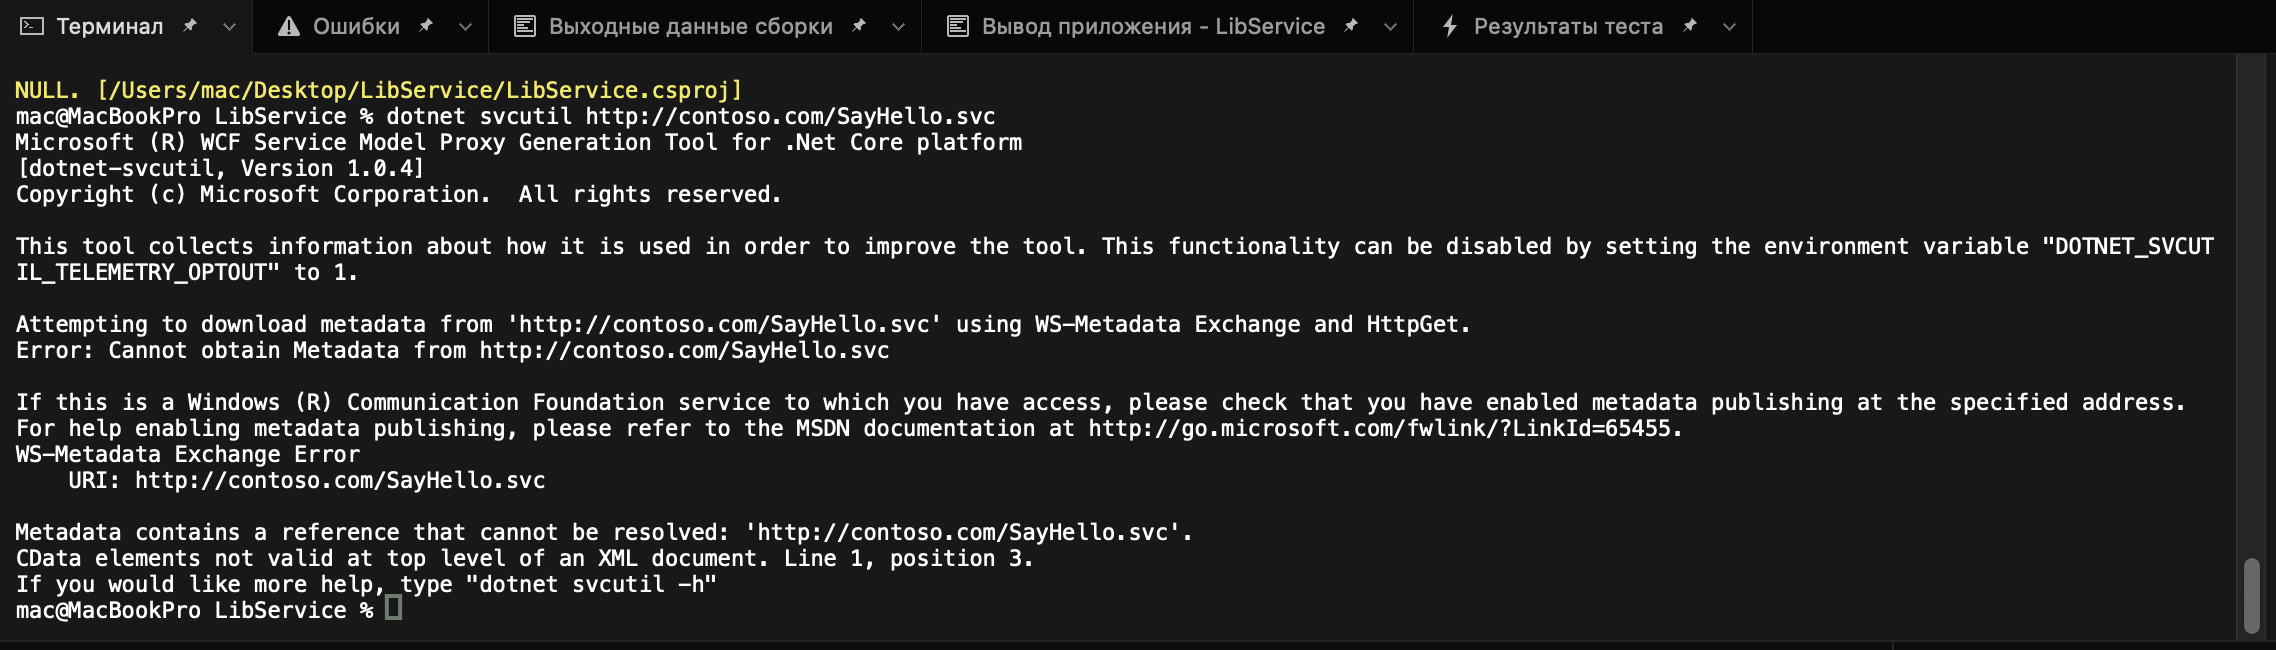 Терминал Ошибки Выходные данные сборки Вывод приложения - LibService Результаты теста
NULL. [/Users/mac/Desktop/LibService/LibService.csproj]
mac@MacBookPro LibService % dotnet svcutil http://contoso.com/SayHello.svc
Microsoft (R) WCF Service Model Proxy Generation Tool for .Net Core platform
[dotnet-svcutil, Version 1.0.4]
Copyright (c) Microsoft Corporation.  All rights reserved.
This tool collects information about how it is used in order to improve the tool. This functionality can be disabled by setting the environment variable "DOTNET_SVCUT
IL_TELEMETRY_OPTOUT" to 1.
Attempting to download metadata from 'http://contoso.com/SayHello.svc' using WS-Metadata Exchange and HttpGet.
Error: Cannot obtain Metadata from http://contoso.com/SayHello.svc
If this is a Windows (R) Communication Foundation service to which you have access, please check that you have enabled metadata publishing at the specified address.
For help enabling metadata publishing, please refer to the MSDN documentation at http://go.microsoft.com/fwlink/?LinkId=65455.
WS-Metadata Exchange Error
    URI: http://contoso.com/SayHello.svc
Metadata contains a reference that cannot be resolved: 'http://contoso.com/SayHello.svc'.
CData elements not valid at top level of an XML document. Line 1, position 3.
If you would like more help, type "dotnet svcutil -h"
mac@MacBookPro LibService %